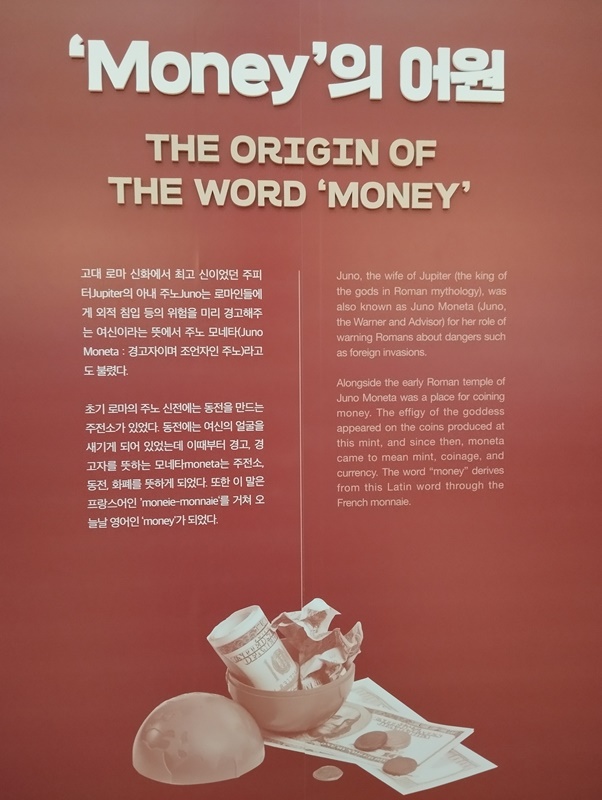 ‘Money’의 어원
THE ORIGIN OF
THE WORD ‘MONEY’
고대 로마 신화에서 최고 신이었던 주피
터Jupiter의 아내 주노Juno는 로마인들에
게 외적 침입 등의 위험을 미리 경고해주
는 여신이라는 뜻에서 주노 모네타(Juno
Moneta : 경고자이며 조언자인 주노)라고
도 불렸다.
초기 로마의 주노 신전에는 동전을 만드는
주전소가 있었다. 동전에는 여신의 얼굴을
새기게 되어 있었는데 이때부터 경고, 경
고자를 뜻하는 모네타moneta는 주전소,
동전, 화폐를 뜻하게 되었다. 또한 이 말은
프랑스어인 'moneie-monnaie'를 거쳐 오
늘날 영어인 'money'가 되었다.
Juno, the wife of Jupiter (the king of
the gods in Roman mythology), was
also known as Juno Moneta (Juno,
the Warner and Advisor) for her role of
warning Romans about dangers such
as foreign invasions.
Alongside the early Roman temple of
Juno Moneta was a place for coining
money. The effigy of the goddess
appeared on the coins produced at
this mint, and since then, moneta
came to mean mint, coinage, and
currency. The word “money” derives
from this Latin word through the
French monnaie.